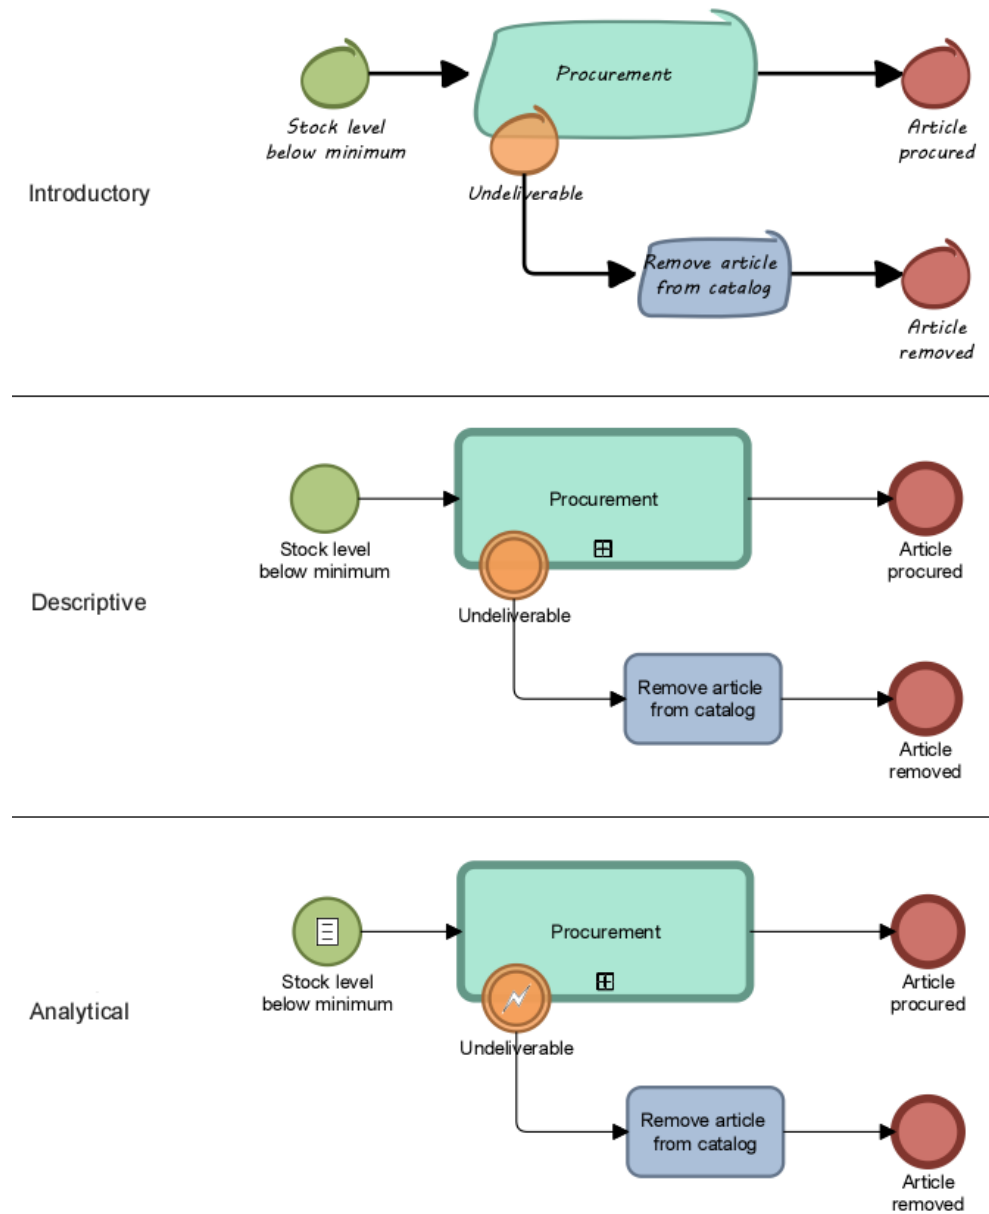 Procurement
Stock level
below minimum
Article
procured
Introductory
Undeliverable
Remove article
from catalog
Article
removed
Procurement
Stock level
below minimum
Article
procured
Descriptive
Undeliverable
Remove article
from catalog
Article
removed
Procurement
Stock level
below minimum
Article
procured
Analytical
Undeliverable
Remove article
from catalog
Article
removed